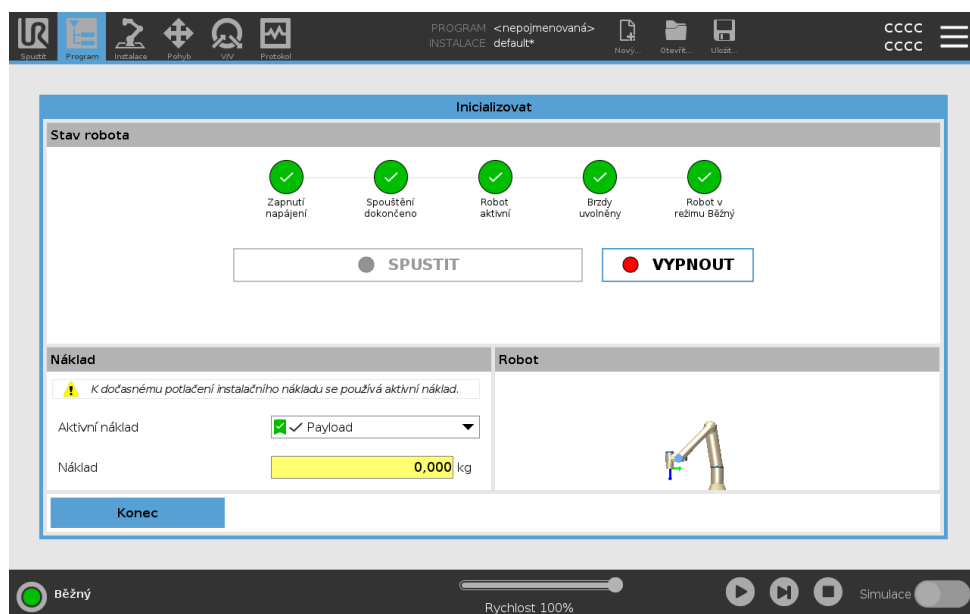 PROGRAM <nepojmenovaná>
INSTALACE default*
Spustit
Program
Instalace
Pohyb
V/V
Protokol
Nový...
Otevřít...
Uložit...
CCCC
CCCC
Inicializovat
Stav robota
Zapnutí
napájení
Spouštění
dokončeno
Robot
aktivní
Brzdy
uvolněny
Robot v
režimu Běžný
SPUSTIT
VYPNOUT
Náklad
K dočasnému potlačení instalačního nákladu se používá aktivní náklad.
Aktivní náklad
Payload
Náklad
0,000 kg
Robot
Konec
Běžný
Rychlost 100%
Simulace